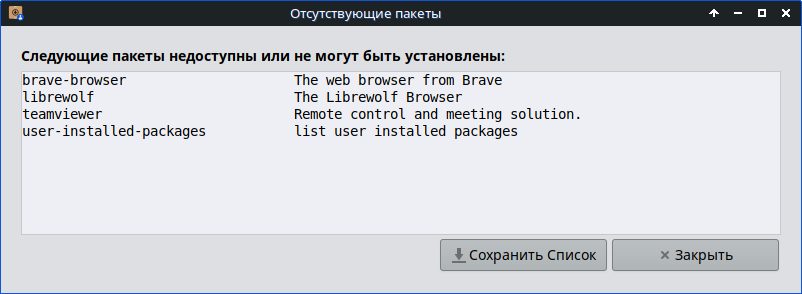 Отсутствующие пакеты
Следующие пакеты недоступны или не могут быть установлены:
brave-browser The web browser from Brave
librewolf The Librewolf Browser
teamviewer Remote control and meeting solution.
user-installed-packages list user installed packages
Сохранить Список Закрыть